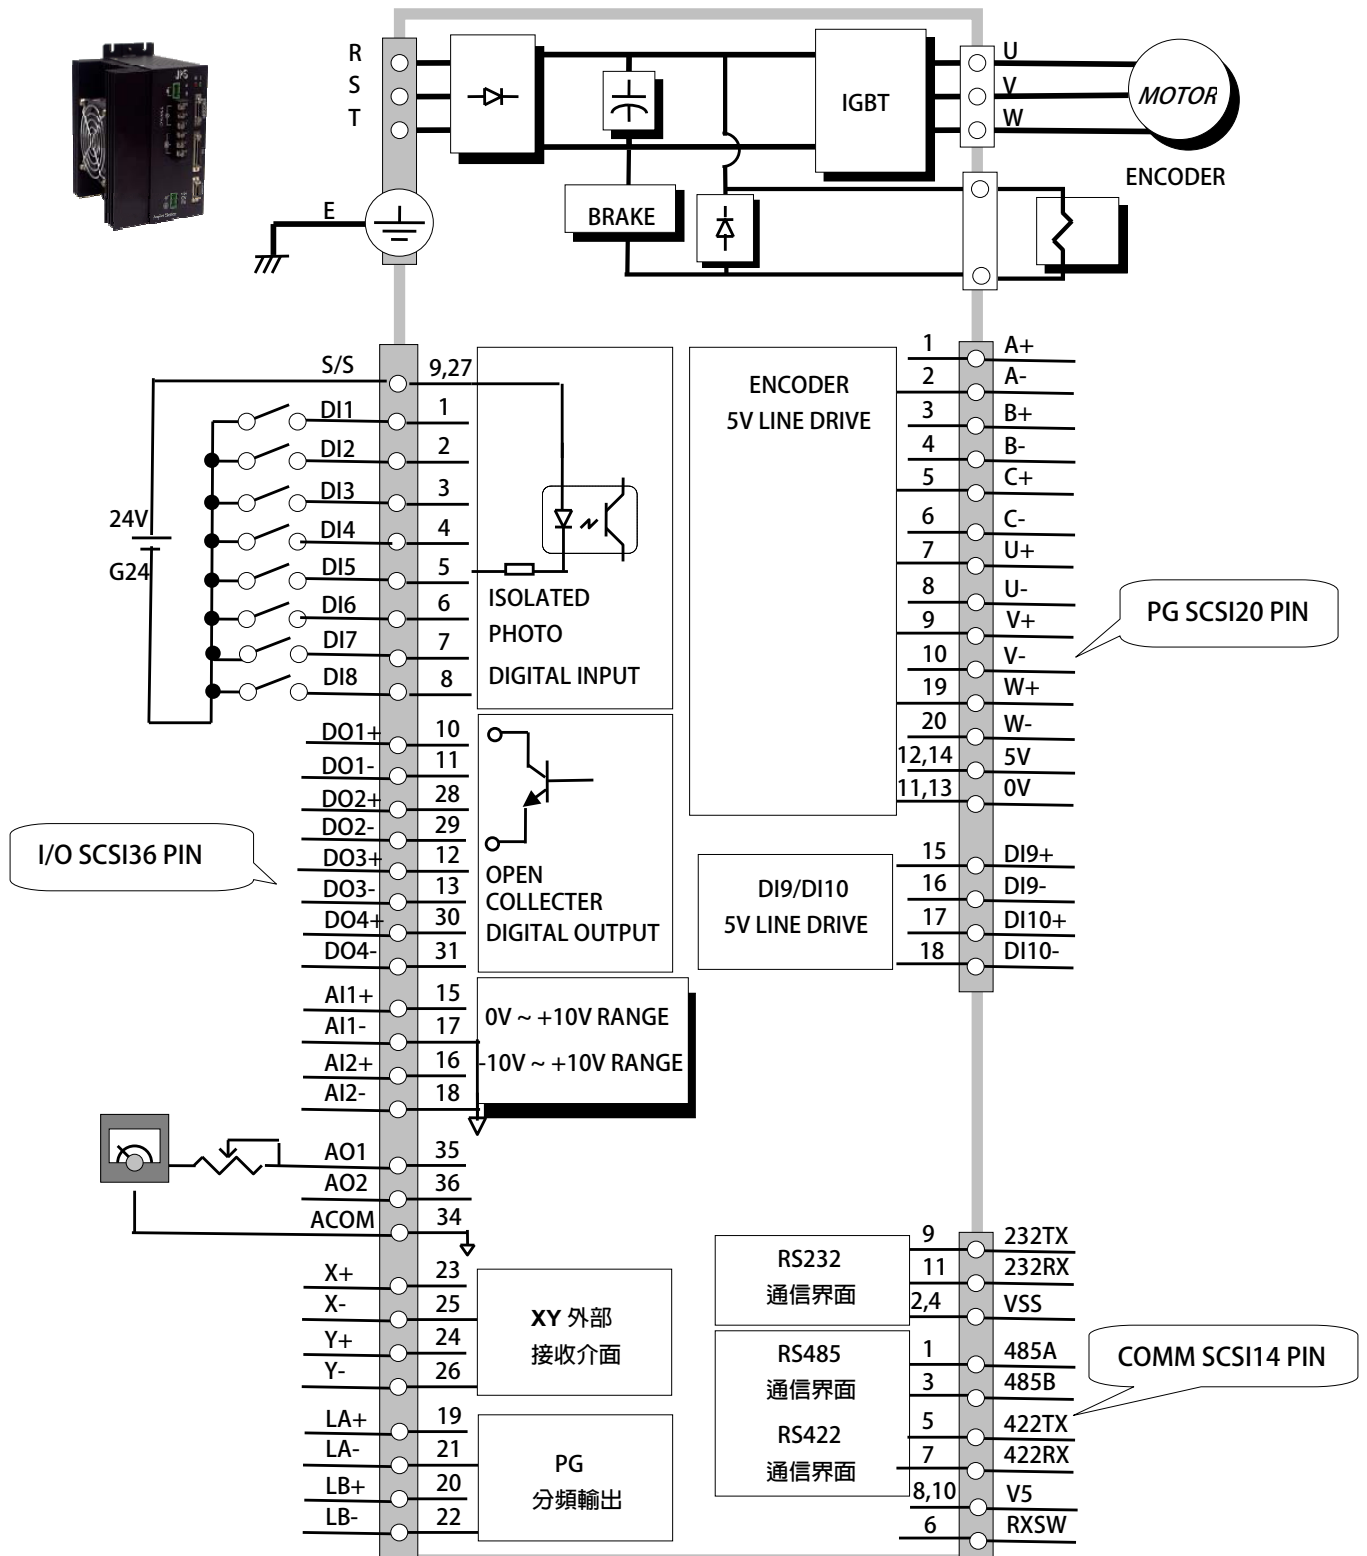 JPS
R
S
T
E
IGBT
BRAKE
U
V
W
MOTOR
ENCODER
S/S 9,27
DI1 1
DI2 2
DI3 3
DI4 4
DI5 5
DI6 6
DI7 7
DI8 8
24V
G24
ISOLATED
PHOTO
DIGITAL INPUT
DO1+ 10
DO1- 11
DO2+ 28
DO2- 29
DO3+ 12
DO3- 13
DO4+ 30
DO4- 31
OPEN
COLLECTER
DIGITAL OUTPUT
I/O SCSI36 PIN
AI1+ 15
AI1- 17
AI2+ 16
AI2- 18
0V ~ +10V RANGE
-10V ~ +10V RANGE
AO1 35
AO2 36
ACOM 34
X+ 23
X- 25
Y+ 24
Y- 26
XY 外部
接收介面
LA+ 19
LA- 21
LB+ 20
LB- 22
PG
分頻輸出
ENCODER
5V LINE DRIVE
1 A+
2 A-
3 B+
4 B-
5 C+
6 C-
7 U+
8 U-
9 V+
10 V-
19 W+
20 W-
12,14 5V
11,13 0V
PG SCSI20 PIN
DI9/DI10
5V LINE DRIVE
15 DI9+
16 DI9-
17 DI10+
18 DI10-
RS232
通信界面
9 232TX
11 232RX
2,4 VSS
RS485
通信界面
RS422
通信界面
1 485A
3 485B
5 422TX
7 422RX
8,10 V5
6 RXSW
COMM SCSI14 PIN